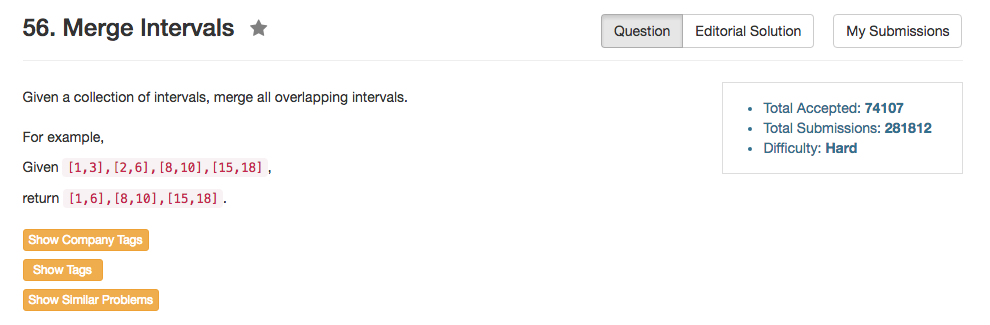 56. Merge Intervals
Question Editorial Solution My Submissions
Given a collection of intervals, merge all overlapping intervals.
Total Accepted: 74107
Total Submissions: 281812
Difficulty: Hard
For example,
Given [1,3],[2,6],[8,10],[15,18],
return [1,6],[8,10],[15,18].
Show Company Tags
Show Tags
Show Similar Problems